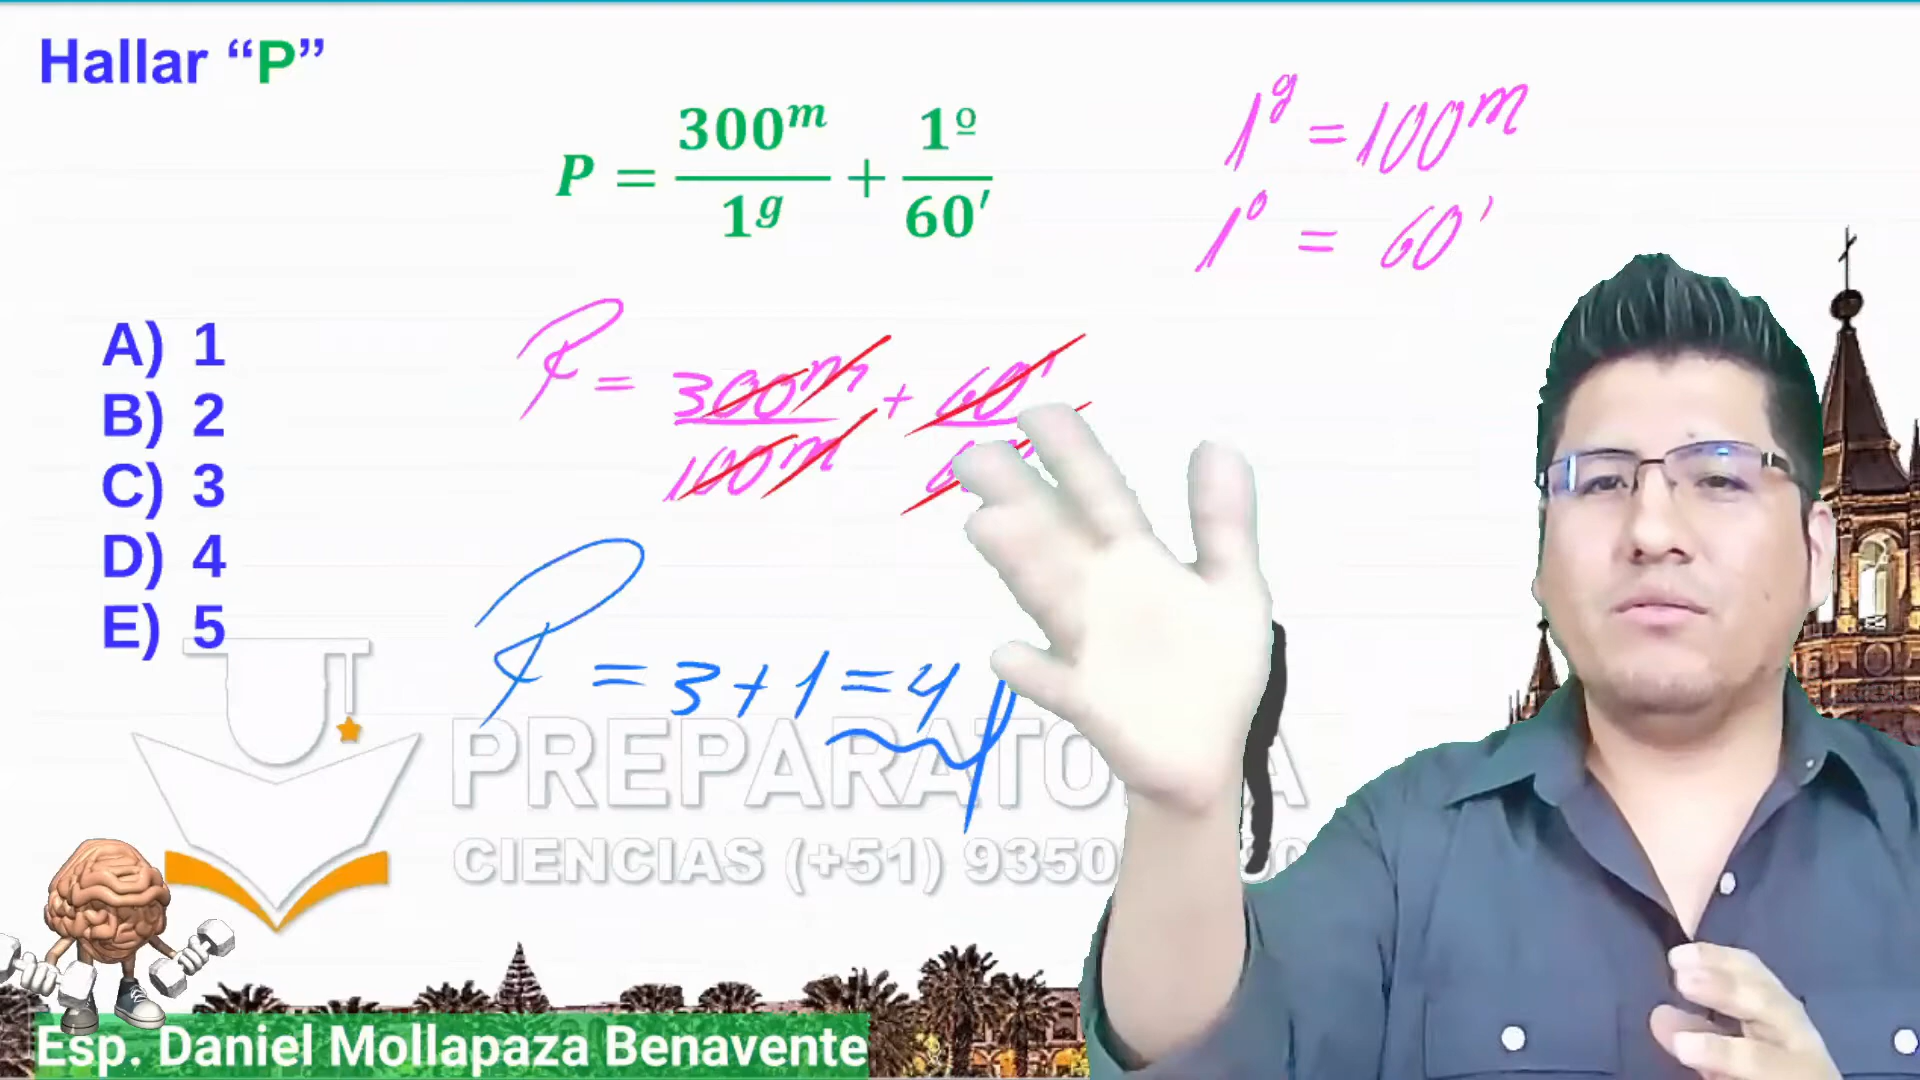 Hallar “P”
P = 300^m / 1^g + 1º / 60'
1^g = 100^m
1° = 60'
A) 1
B) 2
C) 3
D) 4
E) 5
P = 300^m / 100^m + 60' /
P = 3 + 1 = 4
CIENCIAS (+51) 9350
Esp. Daniel Mollapaza Benavente